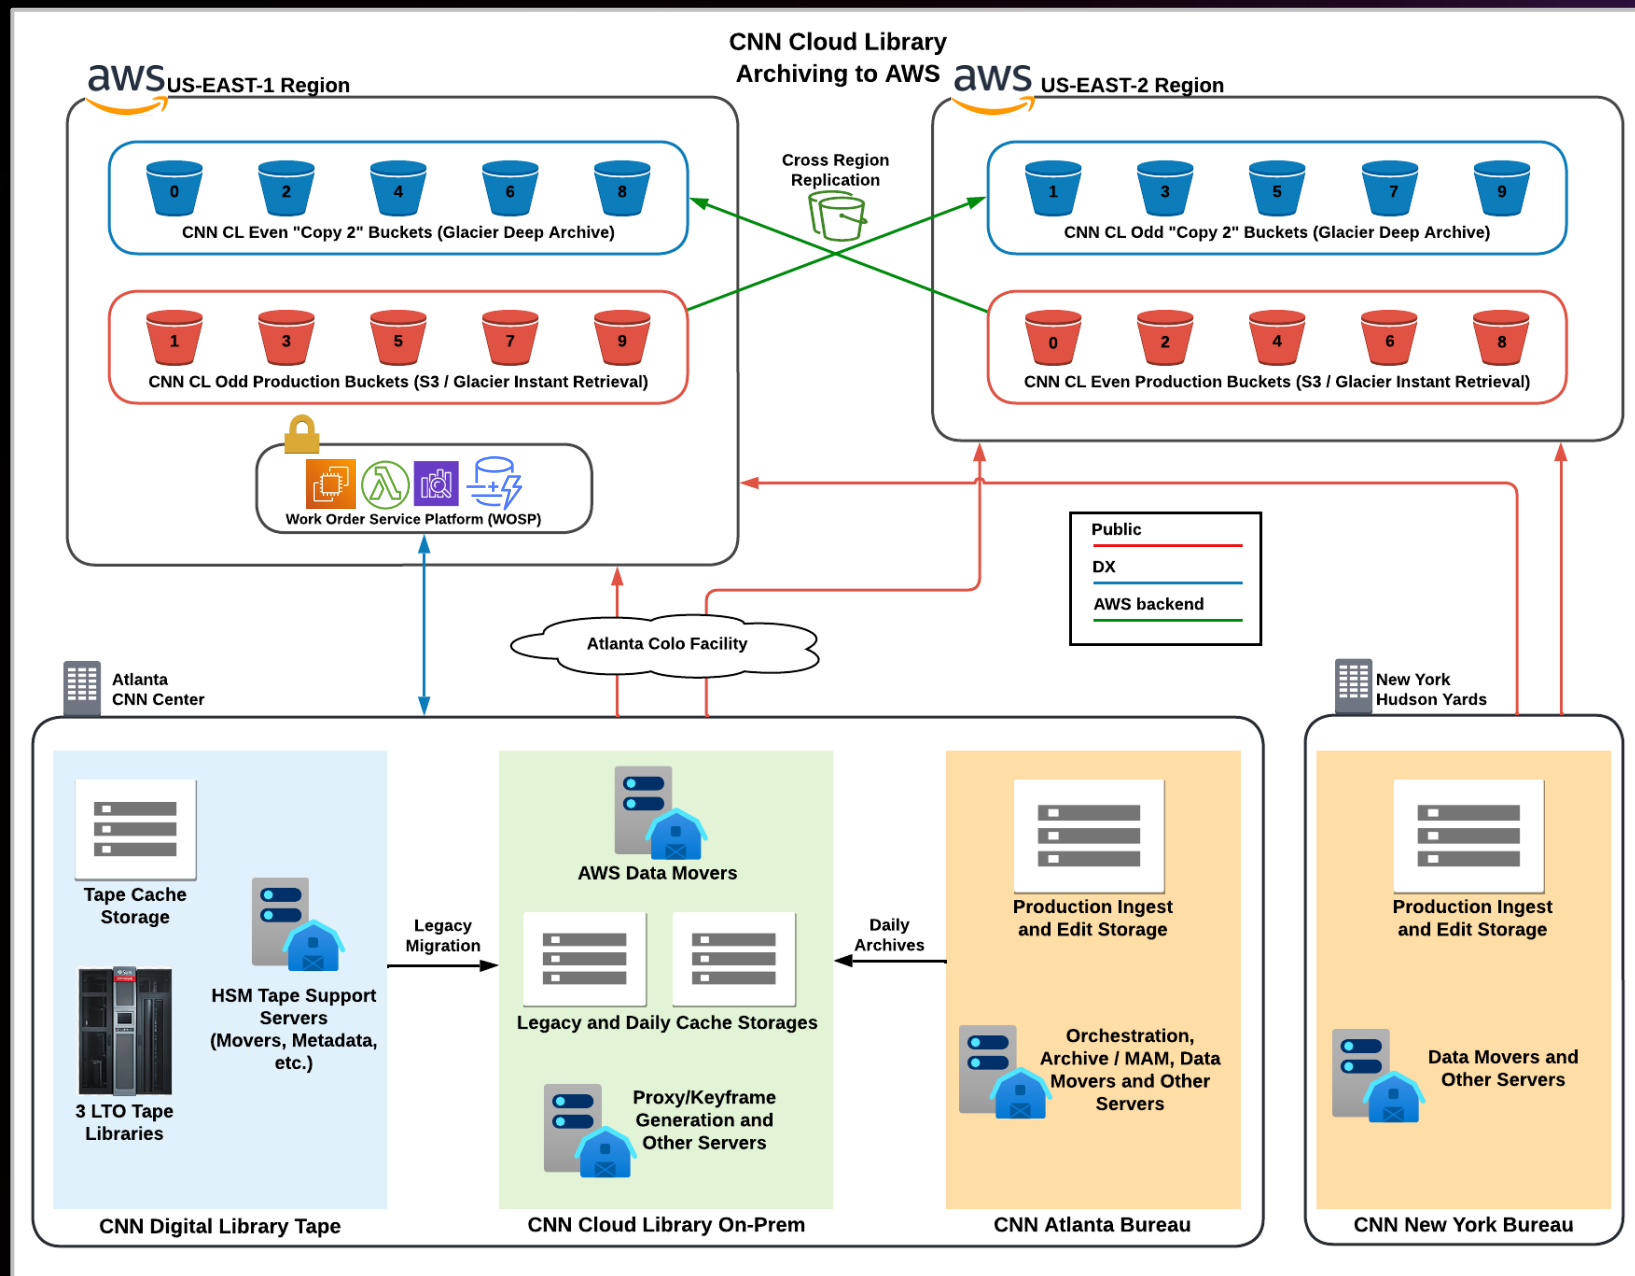 CNN Cloud Library
Archiving to AWS
aws
US-EAST-1 Region
aws
US-EAST-2 Region
0 2 4 6 8
CNN CL Even "Copy 2" Buckets (Glacier Deep Archive)
1 3 5 7 9
CNN CL Odd Production Buckets (S3 / Glacier Instant Retrieval)
Work Order Service Platform (WOSP)
Cross Region
Replication
1 3 5 7 9
CNN CL Odd "Copy 2" Buckets (Glacier Deep Archive)
0 2 4 6 8
CNN CL Even Production Buckets (S3 / Glacier Instant Retrieval)
Public
DX
AWS backend
Atlanta Colo Facility
Atlanta
CNN Center
New York
Hudson Yards
Tape Cache
Storage
HSM Tape Support
Servers
(Movers, Metadata,
etc.)
3 LTO Tape
Libraries
CNN Digital Library Tape
Legacy
Migration
AWS Data Movers
Legacy and Daily Cache Storages
Proxy/Keyframe
Generation and
Other Servers
CNN Cloud Library On-Prem
Daily
Archives
Production Ingest
and Edit Storage
Orchestration,
Archive / MAM, Data
Movers and Other
Servers
CNN Atlanta Bureau
Production Ingest
and Edit Storage
Data Movers and
Other Servers
CNN New York Bureau